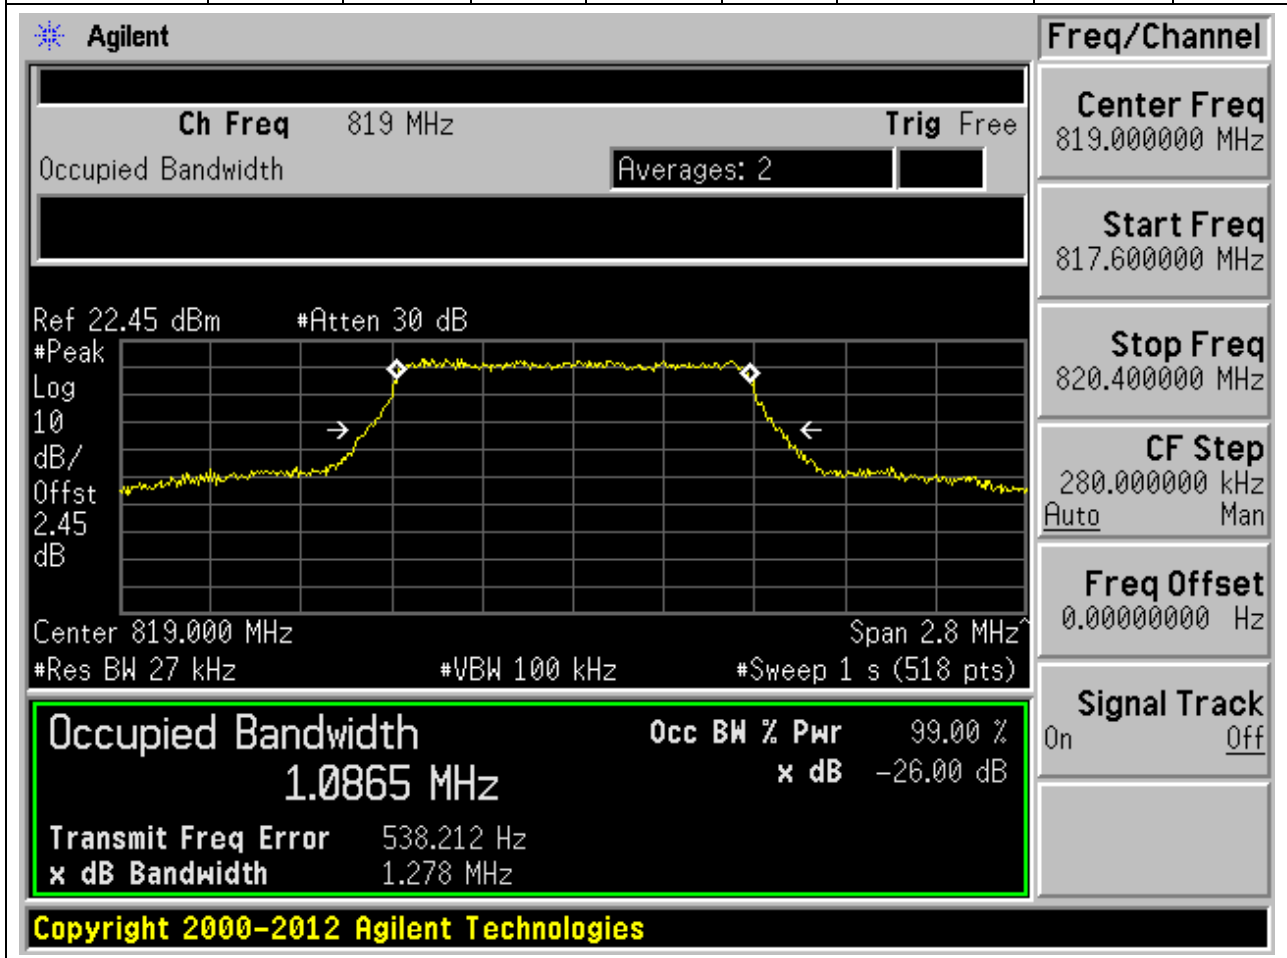 Agilent
Freq/Channel
Ch Freq 819 MHz Trig Free
Occupied Bandwidth Averages: 2
Center Freq
819.000000 MHz
Start Freq
817.600000 MHz
Stop Freq
820.400000 MHz
CF Step
280.000000 kHz
Auto Man
Freq Offset
0.00000000 Hz
Signal Track
On Off
Ref 22.45 dBm #Atten 30 dB
#Peak
Log
10
dB/
Offst
2.45
dB
Center 819.000 MHz Span 2.8 MHz^
#Res BW 27 kHz #VBW 100 kHz #Sweep 1 s (518 pts)
Occupied Bandwidth Occ BW % Pwr 99.00 %
1.0865 MHz x dB -26.00 dB
Transmit Freq Error 538.212 Hz
x dB Bandwidth 1.278 MHz
Copyright 2000-2012 Agilent Technologies